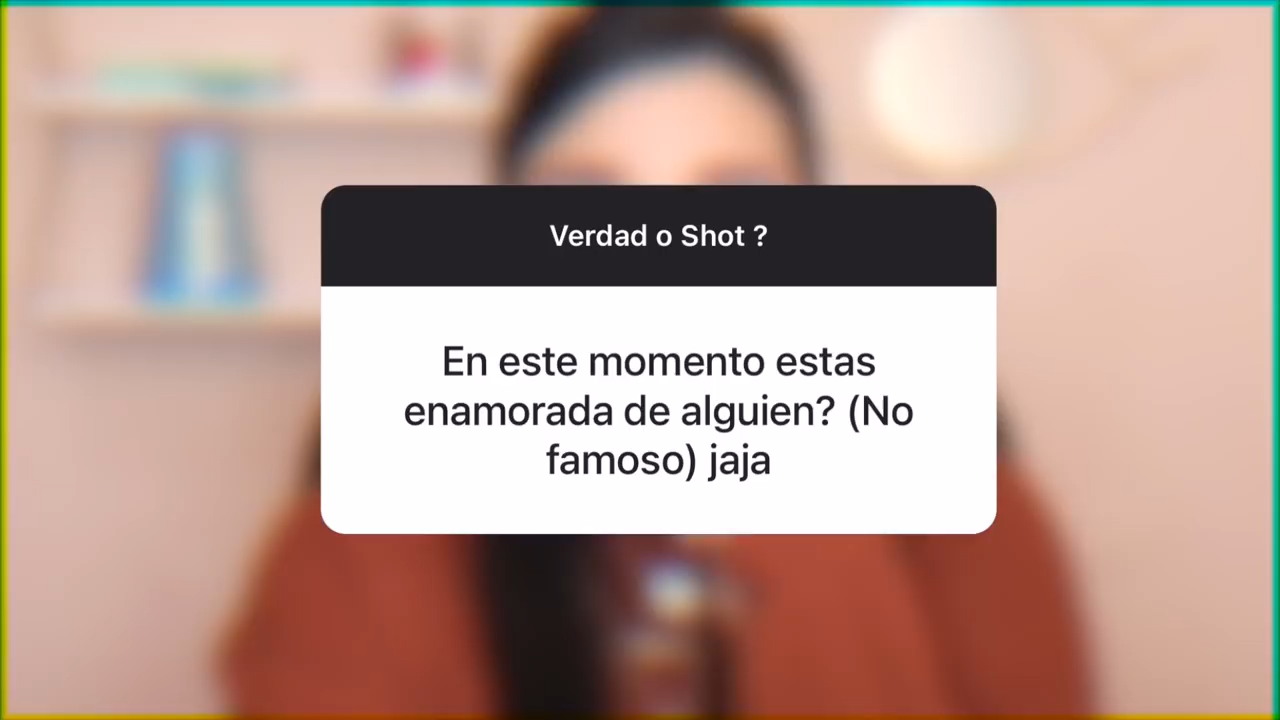 Verdad o Shot ?
En este momento estas
enamorada de alguien? (No
famoso) jaja